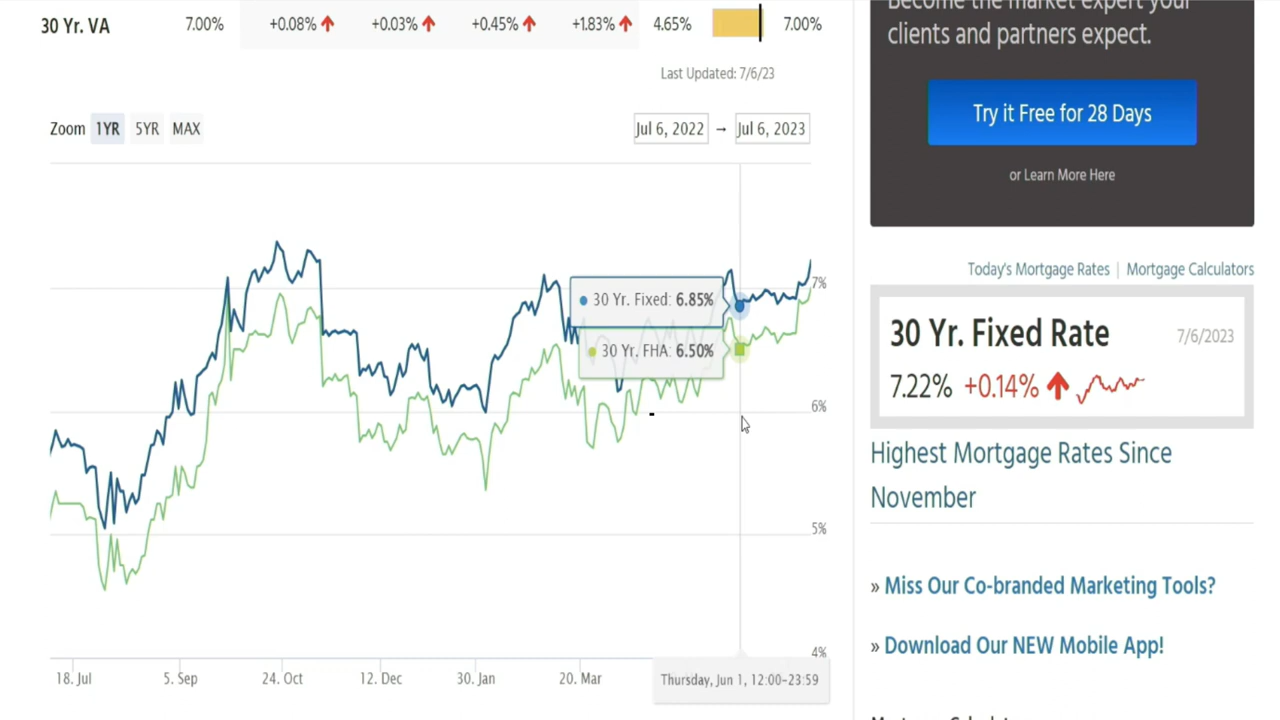 30 Yr. VA 7.00% +0.08% +0.03% +0.45% +1.83% 4.65% 7.00%
Last Updated: 7/6/23
Zoom 1YR 5YR MAX Jul 6, 2022 → Jul 6, 2023
30 Yr. Fixed: 6.85%
30 Yr. FHA: 6.50%
7%
6%
5%
4%
18. Jul 5. Sep 24. Oct 12. Dec 30. Jan 20. Mar Thursday, Jun 1, 12:00-23:59
Become the market expert your
clients and partners expect.
Try it Free for 28 Days
or Learn More Here
Today's Mortgage Rates | Mortgage Calculators
30 Yr. Fixed Rate 7/6/2023
7.22% +0.14%
Highest Mortgage Rates Since
November
» Miss Our Co-branded Marketing Tools?
» Download Our NEW Mobile App!